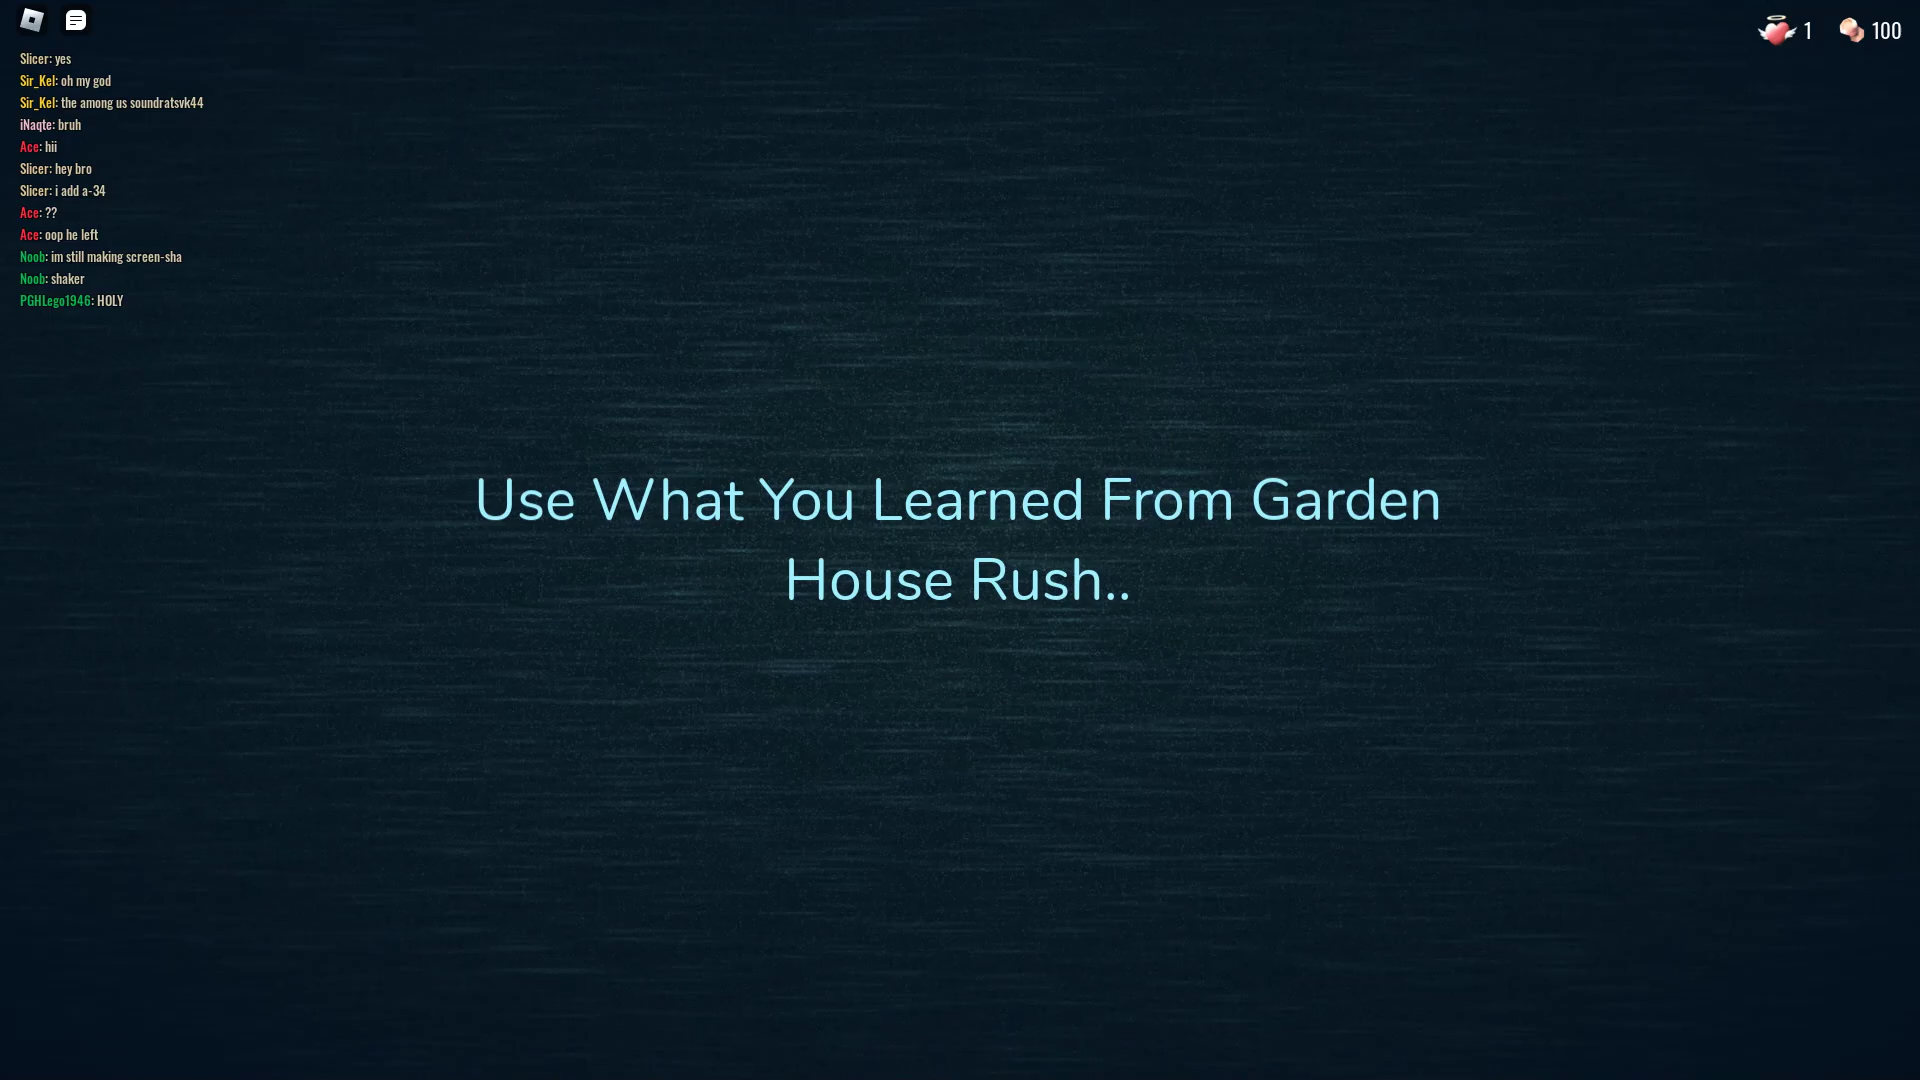 1
100
Slicer: yes
Sir_Kel: oh my god
Sir_Kel: the among us soundratsvk44
iNaqte: bruh
Ace: hii
Slicer: hey bro
Slicer: i add a-34
Ace: ??
Ace: oop he left
Noob: im still making screen-sha
Noob: shaker
PGHLego1946: HOLY
Use What You Learned From Garden
House Rush..